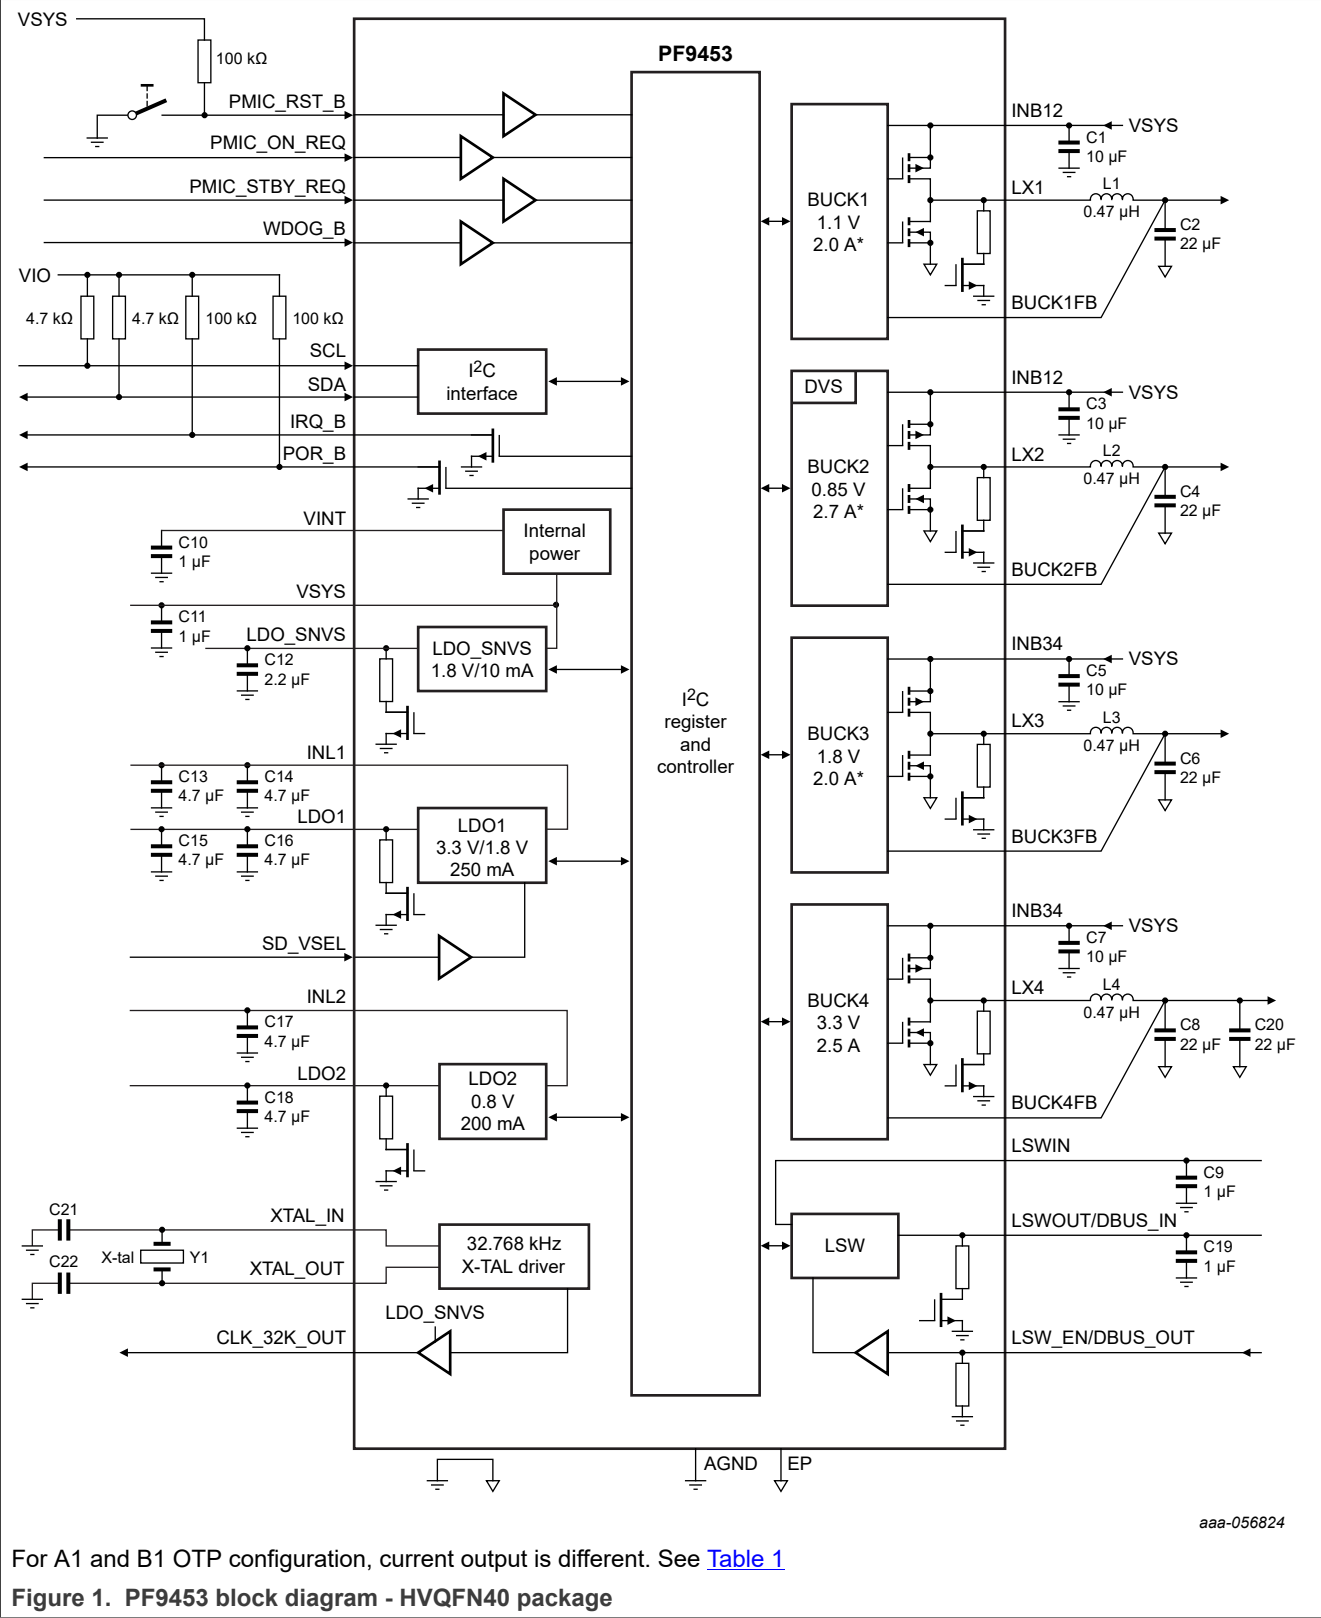 VSYS
100 kΩ
PMIC_RST_B
PMIC_ON_REQ
PMIC_STBY_REQ
WDOG_B
VIO
4.7 kΩ
4.7 kΩ
100 kΩ
100 kΩ
SCL
SDA
IRQ_B
POR_B
I2C
interface
VINT
C10
1 µF
Internal
power
VSYS
C11
1 µF
LDO_SNVS
C12
2.2 µF
LDO_SNVS
1.8 V/10 mA
INL1
C13
4.7 µF
C14
4.7 µF
LDO1
C15
4.7 µF
C16
4.7 µF
LDO1
3.3 V/1.8 V
250 mA
SD_VSEL
INL2
C17
4.7 µF
LDO2
C18
4.7 µF
LDO2
0.8 V
200 mA
C21
XTAL_IN
X-tal
Y1
C22
XTAL_OUT
32.768 kHz
X-TAL driver
LDO_SNVS
CLK_32K_OUT
PF9453
I2C
register
and
controller
BUCK1
1.1 V
2.0 A*
INB12
VSYS
C1
10 µF
LX1
L1
0.47 µH
C2
22 µF
BUCK1FB
DVS
BUCK2
0.85 V
2.7 A*
INB12
VSYS
C3
10 µF
LX2
L2
0.47 µH
C4
22 µF
BUCK2FB
BUCK3
1.8 V
2.0 A*
INB34
VSYS
C5
10 µF
LX3
L3
0.47 µH
C6
22 µF
BUCK3FB
BUCK4
3.3 V
2.5 A
INB34
VSYS
C7
10 µF
LX4
L4
0.47 µH
C8
22 µF
C20
22 µF
BUCK4FB
LSWIN
C9
1 µF
LSW
LSWOUT/DBUS_IN
C19
1 µF
LSW_EN/DBUS_OUT
AGND
EP
aaa-056824
For A1 and B1 OTP configuration, current output is different. See Table 1
Figure 1. PF9453 block diagram - HVQFN40 package